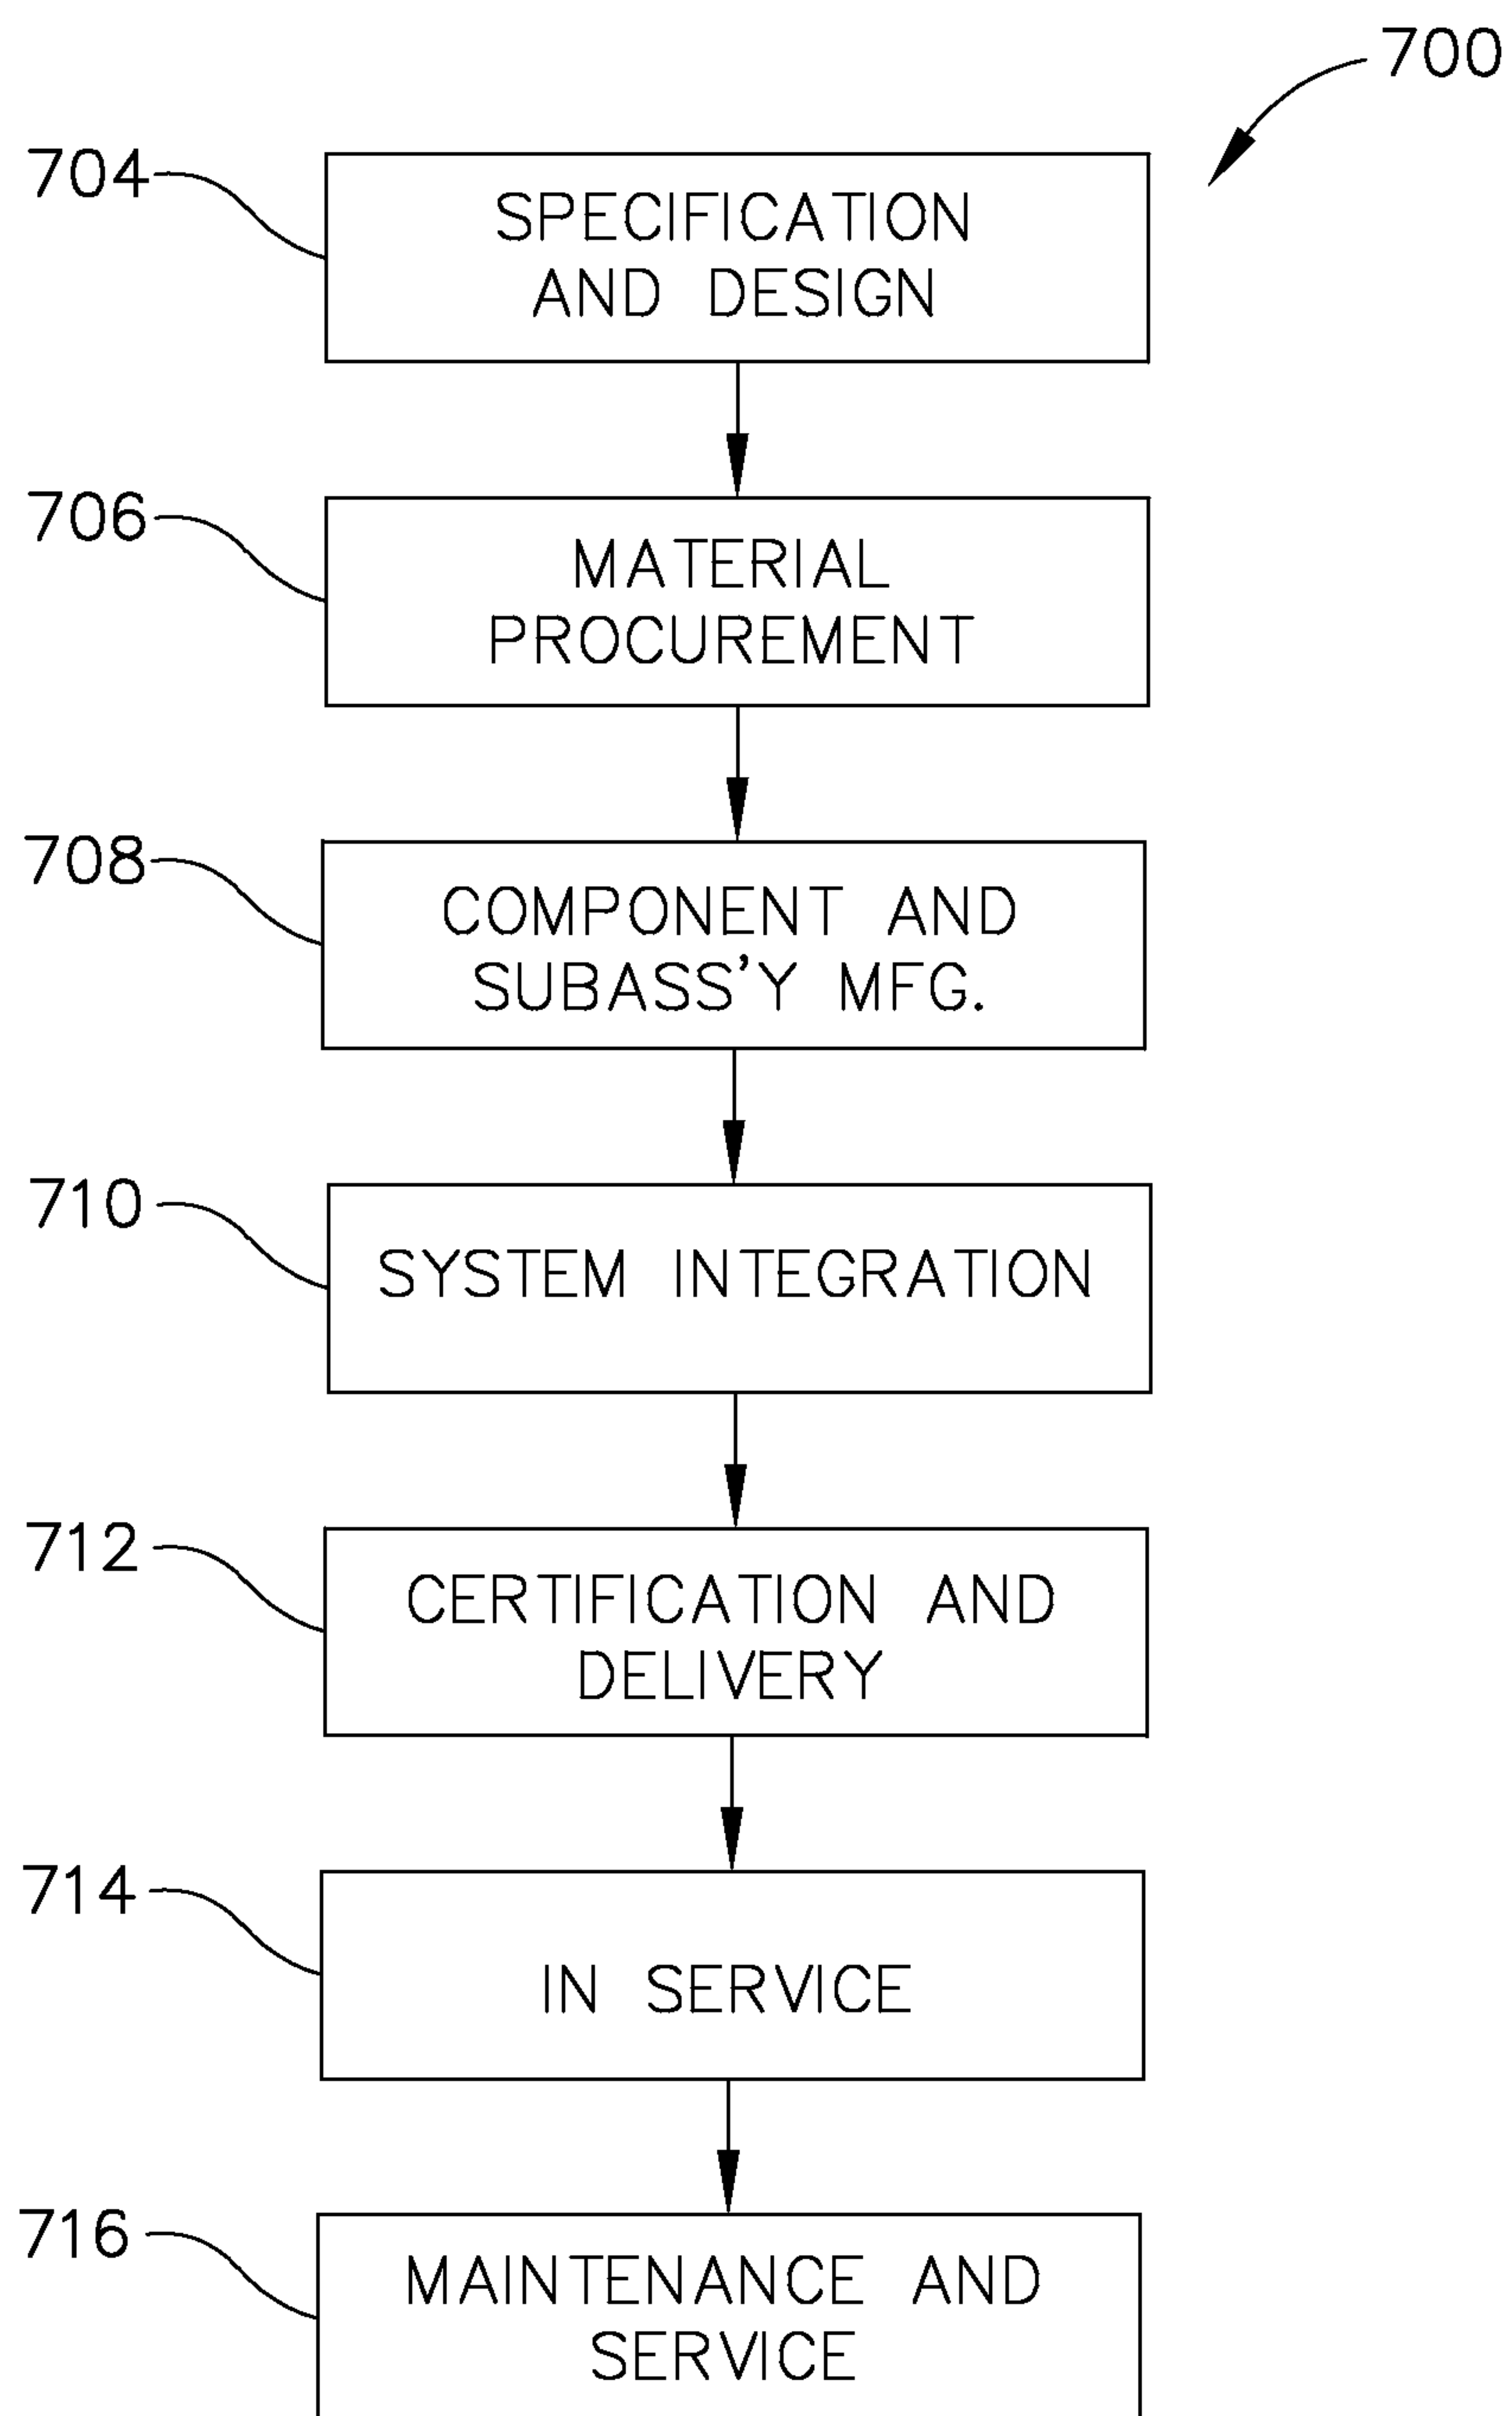 700
704
SPECIFICATION
AND DESIGN
706
MATERIAL
PROCUREMENT
708
COMPONENT AND
SUBASS'Y MFG.
710
SYSTEM INTEGRATION
712
CERTIFICATION AND
DELIVERY
714
IN SERVICE
716
MAINTENANCE AND
SERVICE